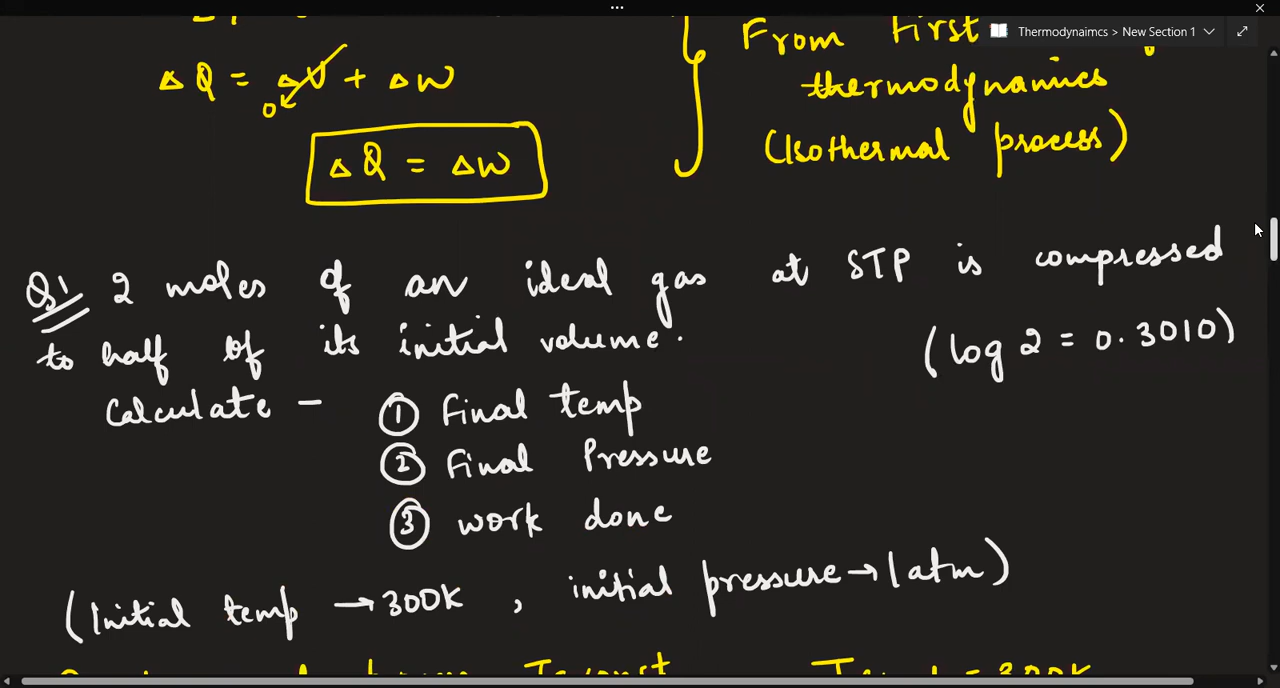 ...
Thermodynaimcs > New Section 1
From first
ΔQ = ΔU + ΔW
0
thermodynamics
(Isothermal process)
ΔQ = ΔW
Q1 2 moles of an ideal gas at STP is compressed
to half of its initial volume.
(log 2 = 0.3010)
Calculate –
① final temp
② final Pressure
③ work done
(Initial temp → 300K , initial pressure → 1atm)